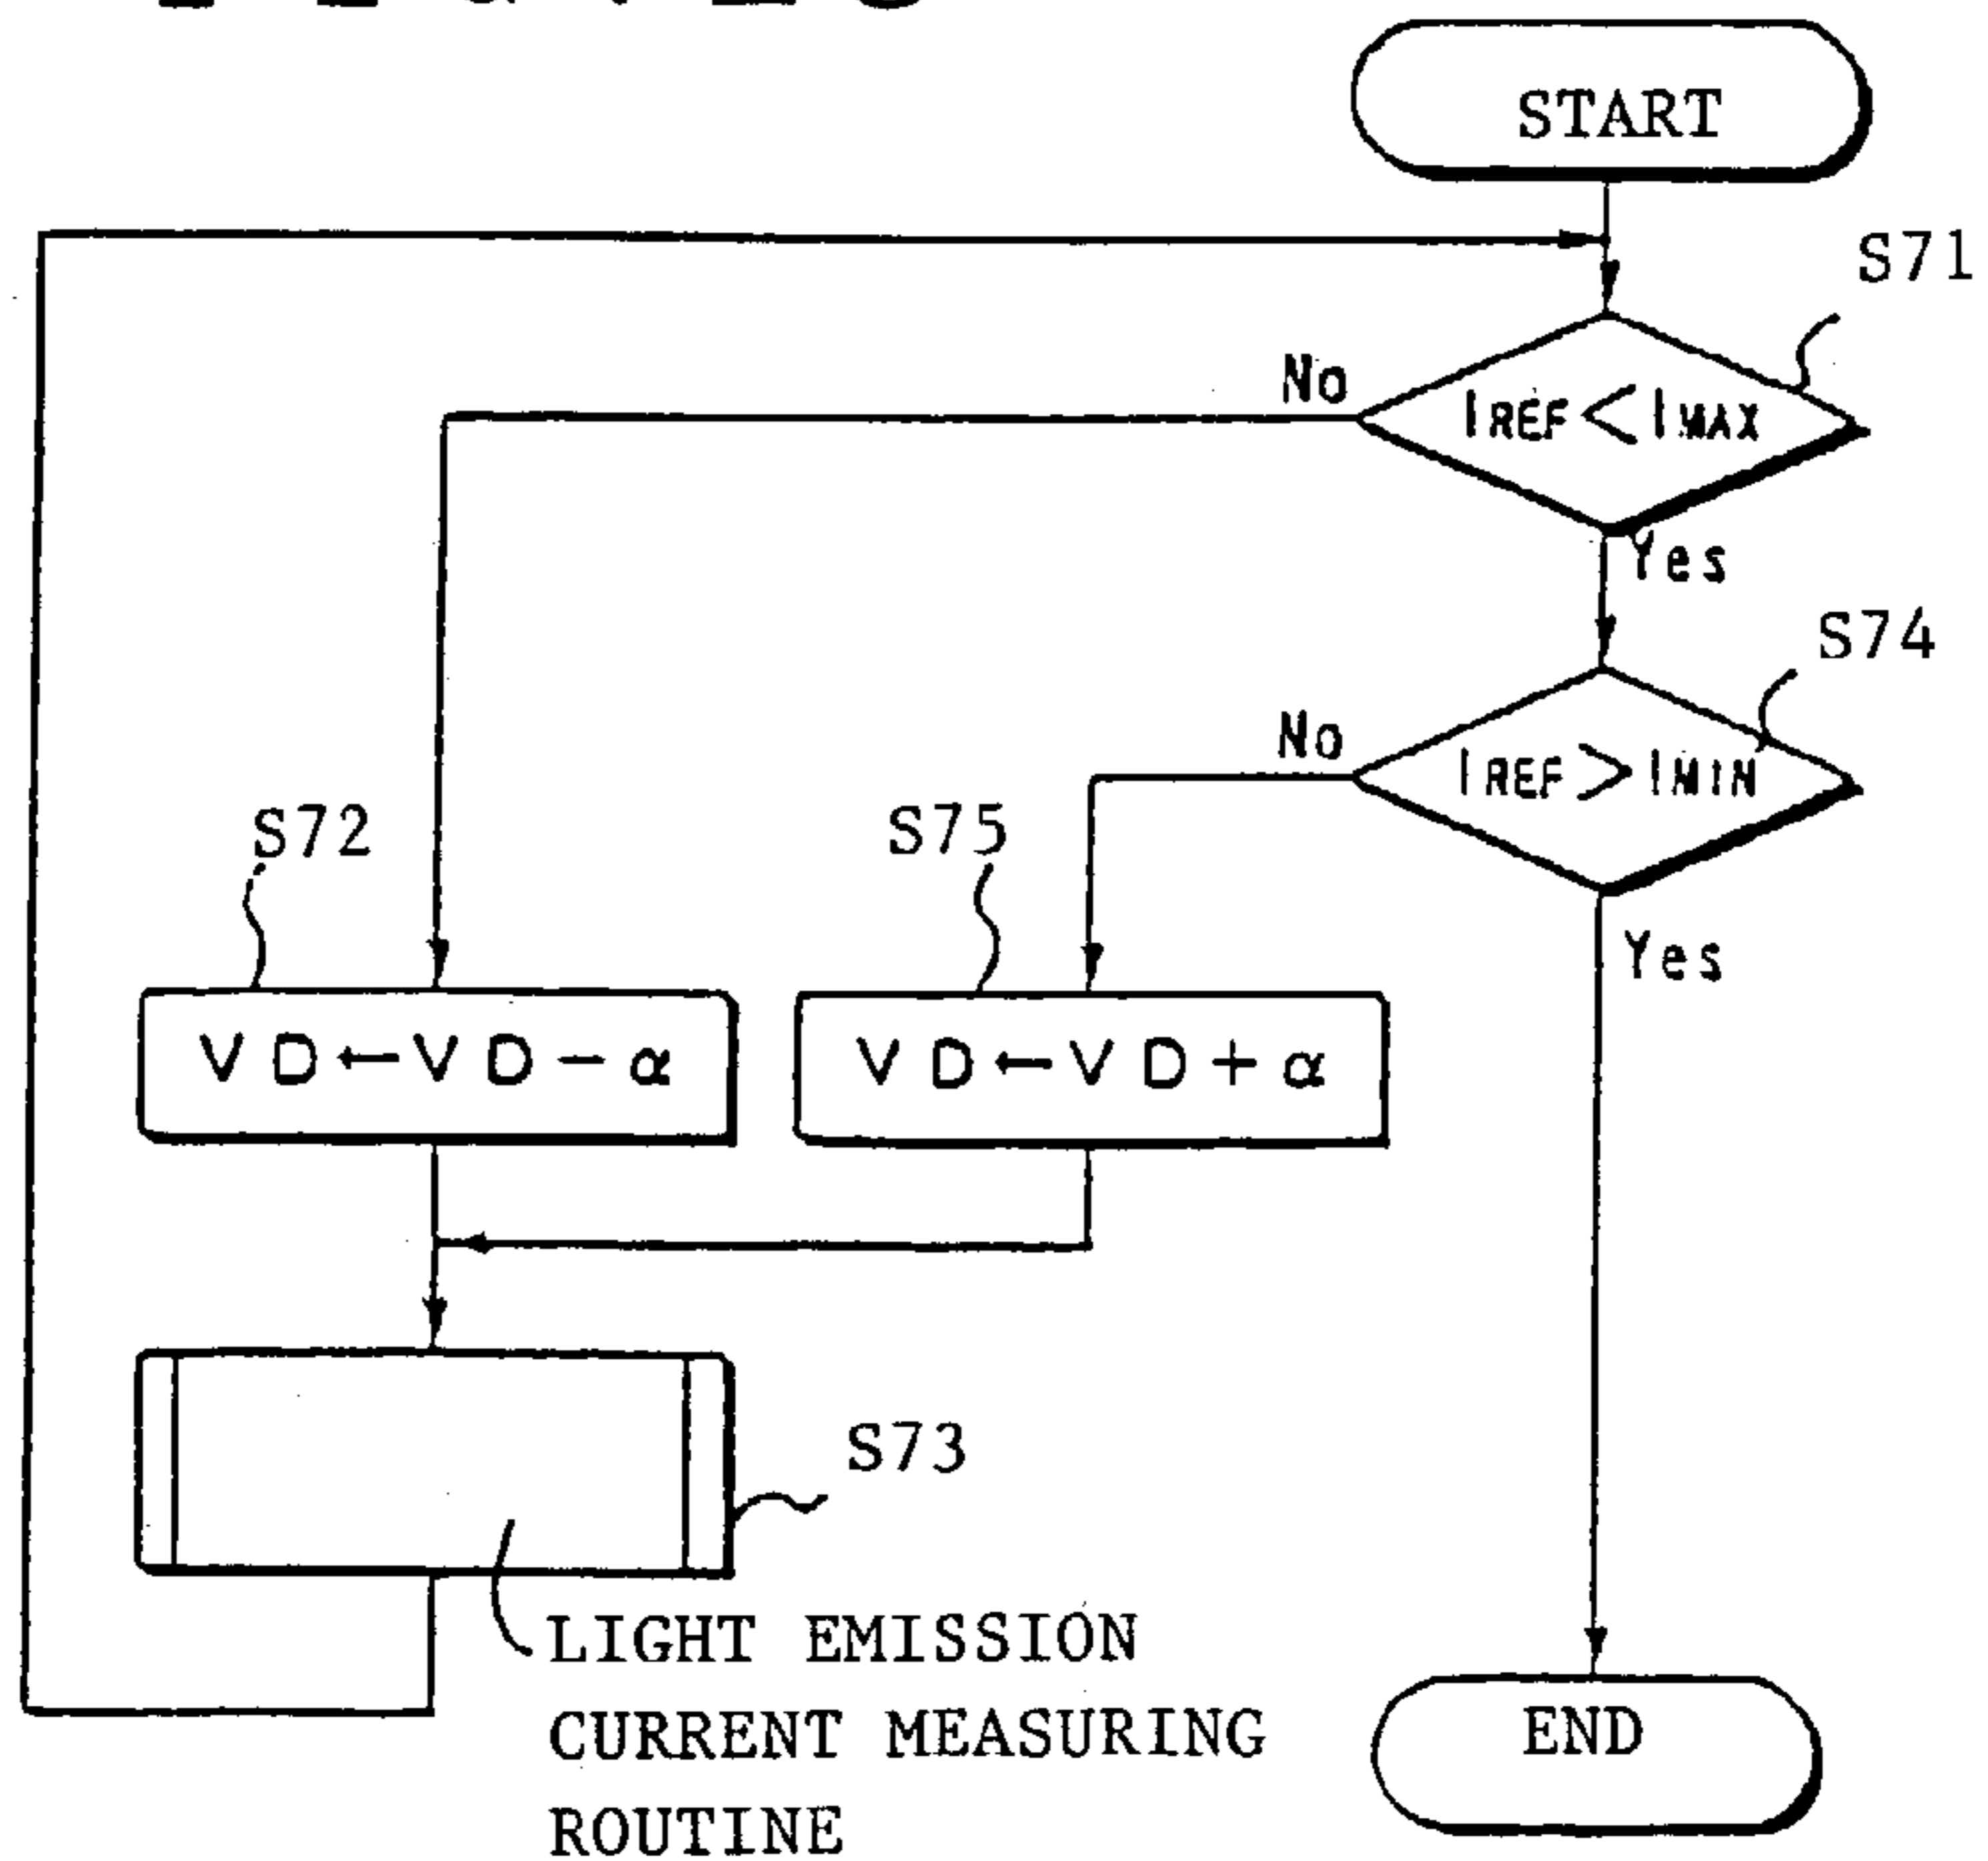 START
S71
No
IREF<IMAX
Yes
S74
No
IREF>IMIN
S72
S75
Yes
VD←VD-α
VD←VD+α
S73
LIGHT EMISSION
CURRENT MEASURING
ROUTINE
END